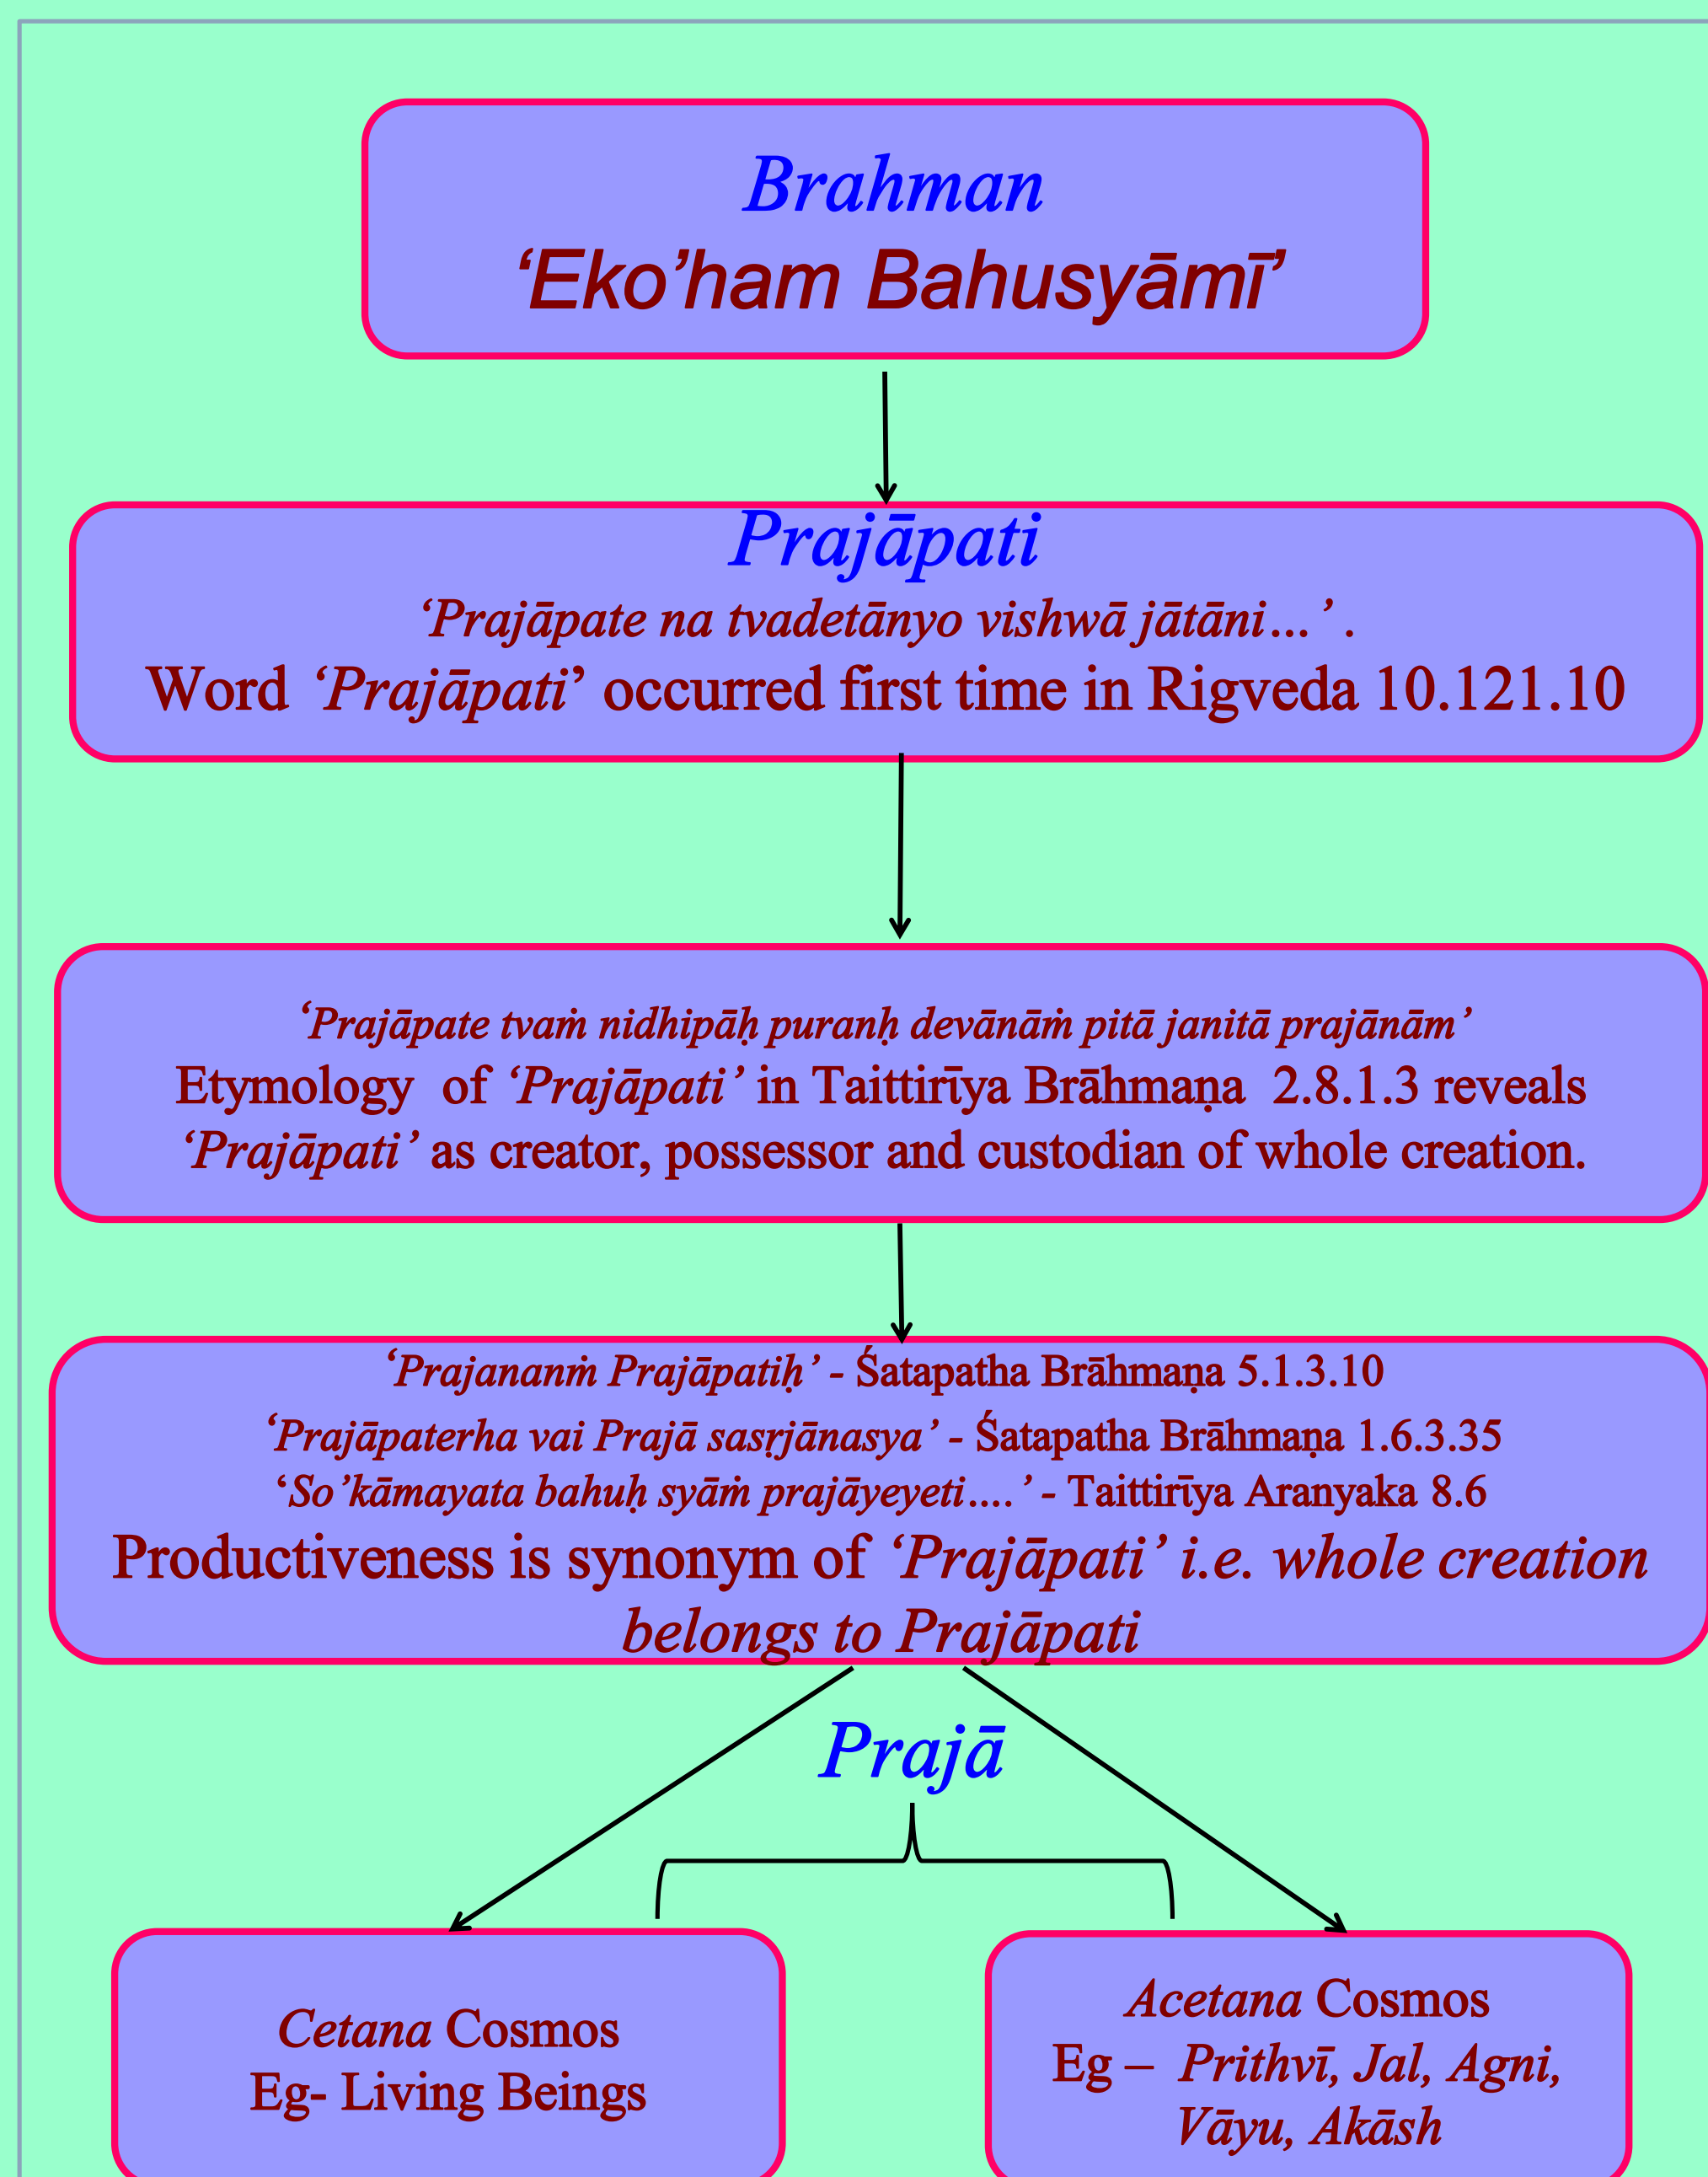 Brahman
‘Eko’ham Bahusyāmī’
Prajāpati
‘Prajāpate na tvadetānyo vishwā jātāni…’ .
Word ‘Prajāpati’ occurred first time in Rigveda 10.121.10
‘Prajāpate tvaṁ nidhipāḥ puranḥ devānāṁ pitā janitā prajānām’
Etymology of ‘Prajāpati’ in Taittirīya Brāhmaṇa 2.8.1.3 reveals
‘Prajāpati’ as creator, possessor and custodian of whole creation.
‘Prajananṁ Prajāpatiḥ’ - Śatapatha Brāhmaṇa 5.1.3.10
‘Prajāpaterha vai Prajā sasṛjānasya’ - Śatapatha Brāhmaṇa 1.6.3.35
‘So’kāmayata bahuḥ syāṁ prajāyeyeti….’ - Taittirīya Aranyaka 8.6
Productiveness is synonym of ‘Prajāpati’ i.e. whole creation
belongs to Prajāpati
Prajā
Cetana Cosmos
Eg- Living Beings
Acetana Cosmos
Eg – Prithvī, Jal, Agni,
Vāyu, Akāsh